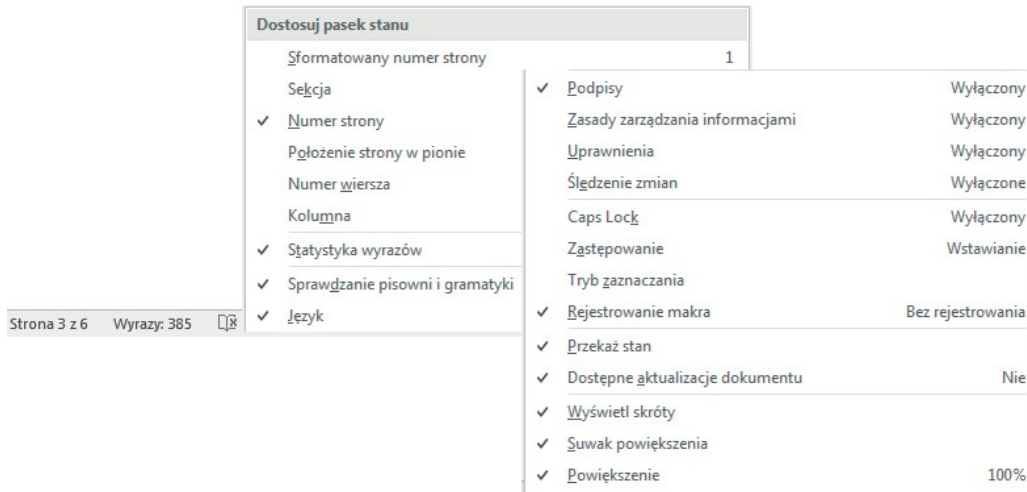 Dostosuj pasek stanu
Sformatowany numer strony 1
Sekcja
Numer strony
Położenie strony w pionie
Numer wiersza
Kolumna
Statystyka wyrazów
Sprawdzanie pisowni i gramatyki
Język
Strona 3 z 6 Wyrazy: 385
Podpisy Wyłączony
Zasady zarządzania informacjami Wyłączony
Uprawnienia Wyłączony
Śledzenie zmian Wyłączone
Caps Lock Wyłączony
Zastępowanie Wstawianie
Tryb zaznaczania
Rejestrowanie makra Bez rejestrowania
Przekaż stan
Dostępne aktualizacje dokumentu Nie
Wyświetl skróty
Suwak powiększenia
Powiększenie 100%